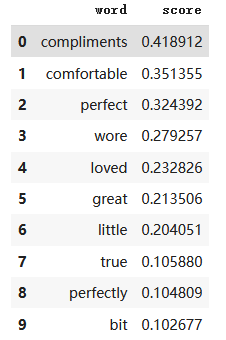 word score
0 compliments 0.418912
1 comfortable 0.351355
2 perfect 0.324392
3 wore 0.279257
4 loved 0.232826
5 great 0.213506
6 little 0.204051
7 true 0.105880
8 perfectly 0.104809
9 bit 0.102677